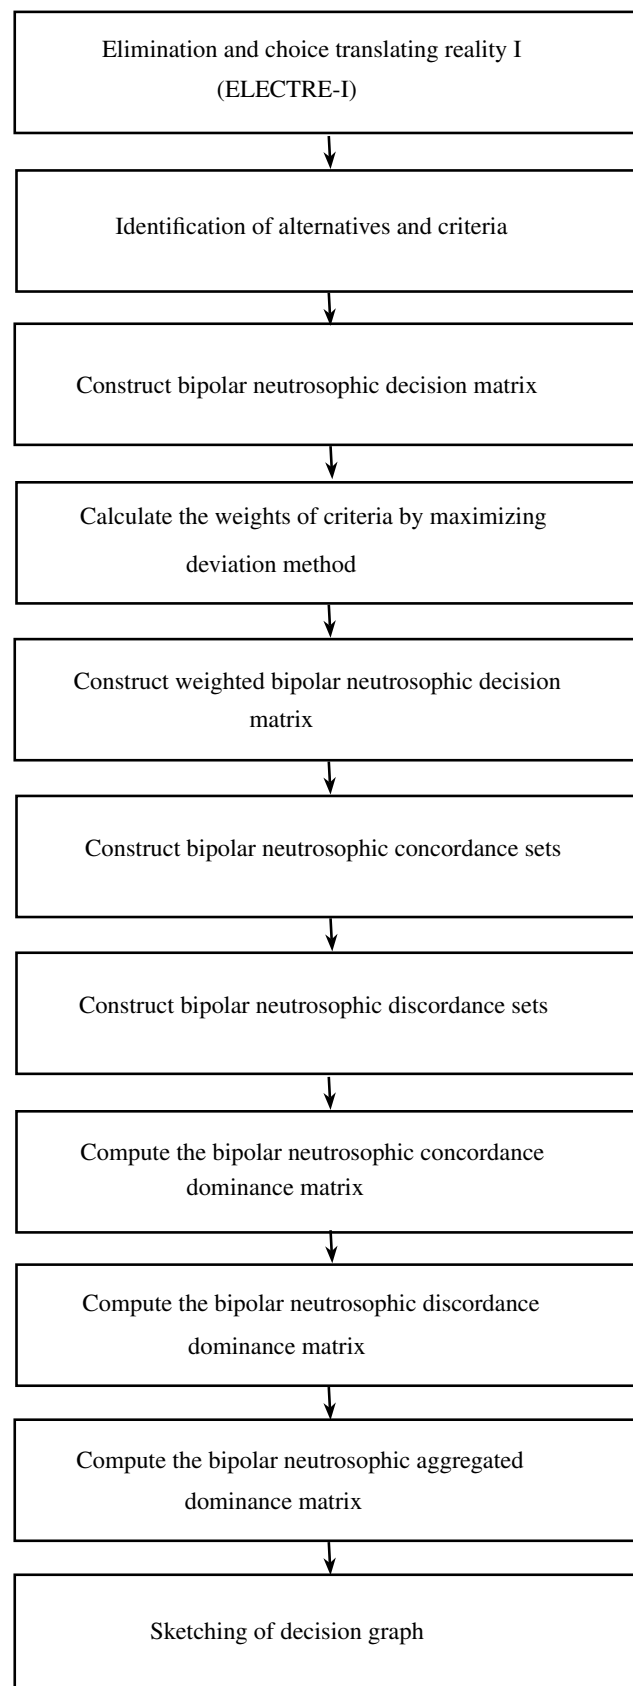 Elimination and choice translating reality I
(ELECTRE-I)
Identification of alternatives and criteria
Construct bipolar neutrosophic decision matrix
Calculate the weights of criteria by maximizing
deviation method
Construct weighted bipolar neutrosophic decision
matrix
Construct bipolar neutrosophic concordance sets
Construct bipolar neutrosophic discordance sets
Compute the bipolar neutrosophic concordance
dominance matrix
Compute the bipolar neutrosophic discordance
dominance matrix
Compute the bipolar neutrosophic aggregated
dominance matrix
Sketching of decision graph